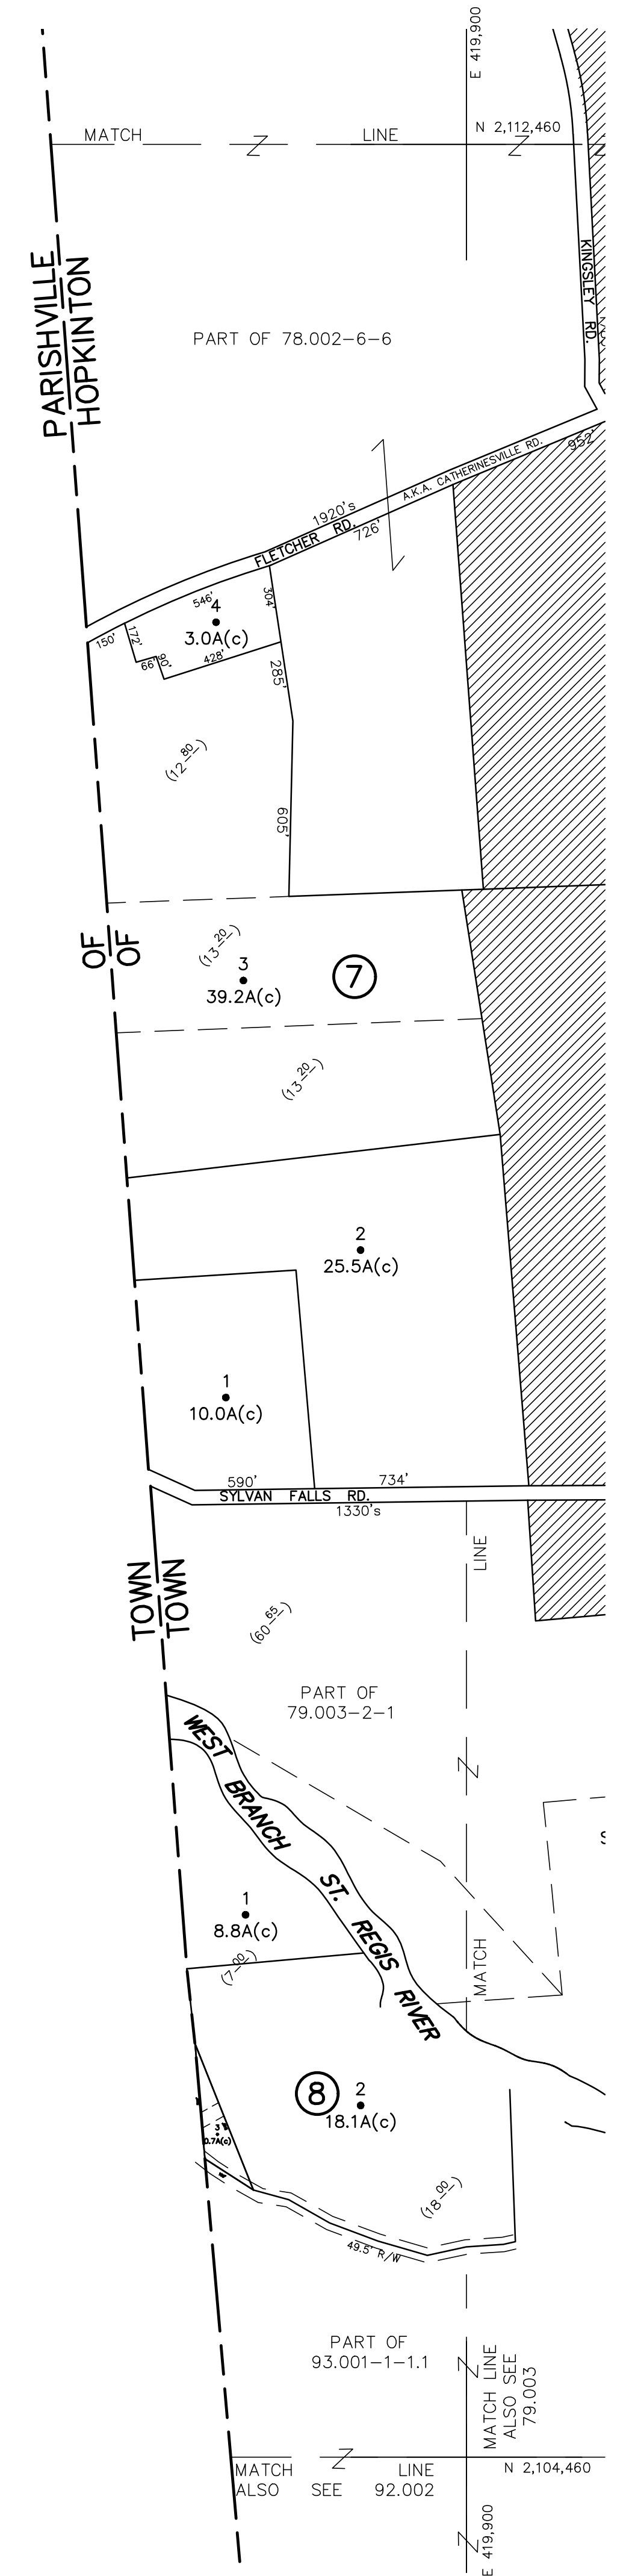 E 419,900
MATCH LINE
N 2,112,460
KINGSLEY RD.
PARISHVILLE
HOPKINTON
PART OF 78.002-6-6
952'
A.K.A. CATHERINESVILLE RD.
1920's
FLETCHER RD.
726'
546'
304'
4
3.0A(c)
150'
172'
66'
90'
428'
285'
(12 80)
605'
OF
OF
(13 20)
3
39.2A(c)
7
(13 20)
2
25.5A(c)
1
10.0A(c)
590'
734'
SYLVAN FALLS RD.
1330's
LINE
TOWN
TOWN
(60 65)
PART OF
79.003-2-1
WEST BRANCH ST. REGIS RIVER
S
1
8.8A(c)
MATCH
(7 00)
8
2
18.1A(c)
3
0.7A(c)
(18 00)
49.5' R/W
PART OF
93.001-1-1.1
MATCH LINE
ALSO SEE
79.003
MATCH LINE
ALSO SEE 92.002
N 2,104,460
E 419,900